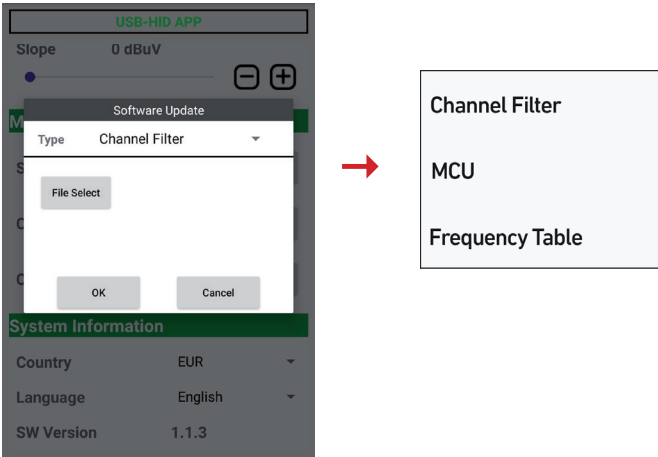 USB-HID APP
Slope 0 dBuV
M
Software Update
Type Channel Filter
S
File Select
C
C
OK Cancel
System Information
Country EUR
Language English
SW Version 1.1.3
Channel Filter
MCU
Frequency Table